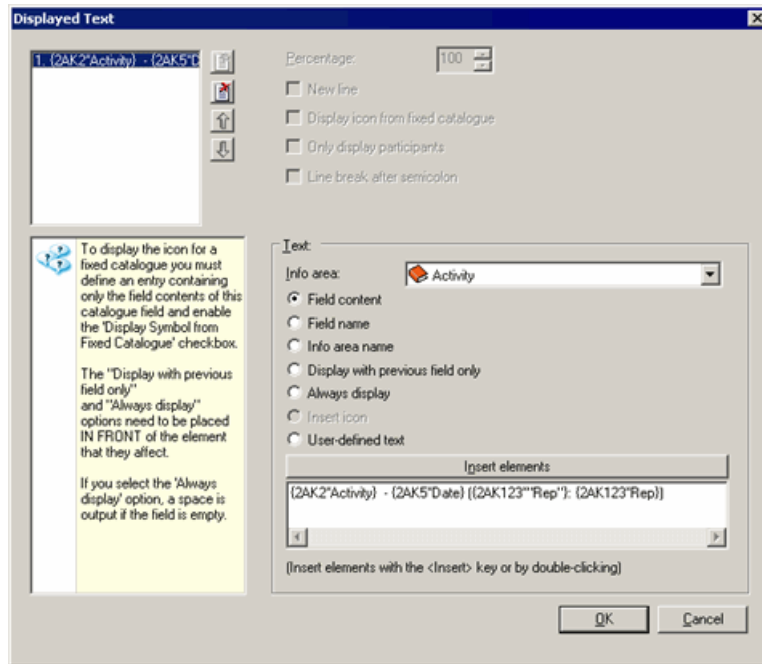 Displayed Text
1. {2AK2"Activity} - {2AK5"D
Percentage:
100
New line
Display icon from fixed catalogue
Only display participants
Line break after semicolon
To display the icon for a
fixed catalogue you must
define an entry containing
only the field contents of this
catalogue field and enable
the 'Display Symbol from
Fixed Catalogue' checkbox.
The "Display with previous
field only"
and "Always display"
options need to be placed
IN FRONT of the element
that they affect.
If you select the 'Always
display' option, a space is
output if the field is empty.
Text:
Info area:
Activity
Field content
Field name
Info area name
Display with previous field only
Always display
Insert icon
User-defined text
Insert elements
{2AK2"Activity} - {2AK5"Date} ({2AK123""Rep"}: {2AK123"Rep})
(Insert elements with the <Insert> key or by double-clicking)
OK
Cancel